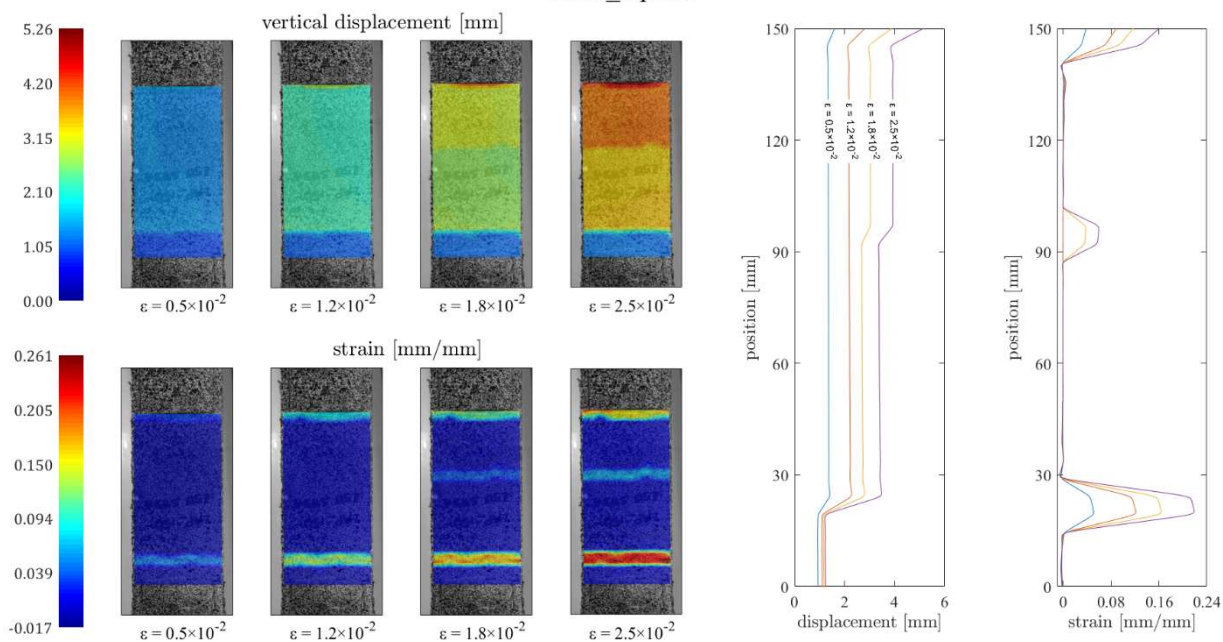 vertical displacement [mm]
5.26
4.20
3.15
2.10
1.05
0.00
ε = 0.5×10⁻²
ε = 1.2×10⁻²
ε = 1.8×10⁻²
ε = 2.5×10⁻²
strain [mm/mm]
0.261
0.205
0.150
0.094
0.039
-0.017
ε = 0.5×10⁻²
ε = 1.2×10⁻²
ε = 1.8×10⁻²
ε = 2.5×10⁻²
position [mm]
150
120
90
60
30
0
ε = 0.5×10⁻²
ε = 1.2×10⁻²
ε = 1.8×10⁻²
ε = 2.5×10⁻²
0 2 4 6
displacement [mm]
position [mm]
150
120
90
60
30
0
0 0.08 0.16 0.24
strain [mm/mm]